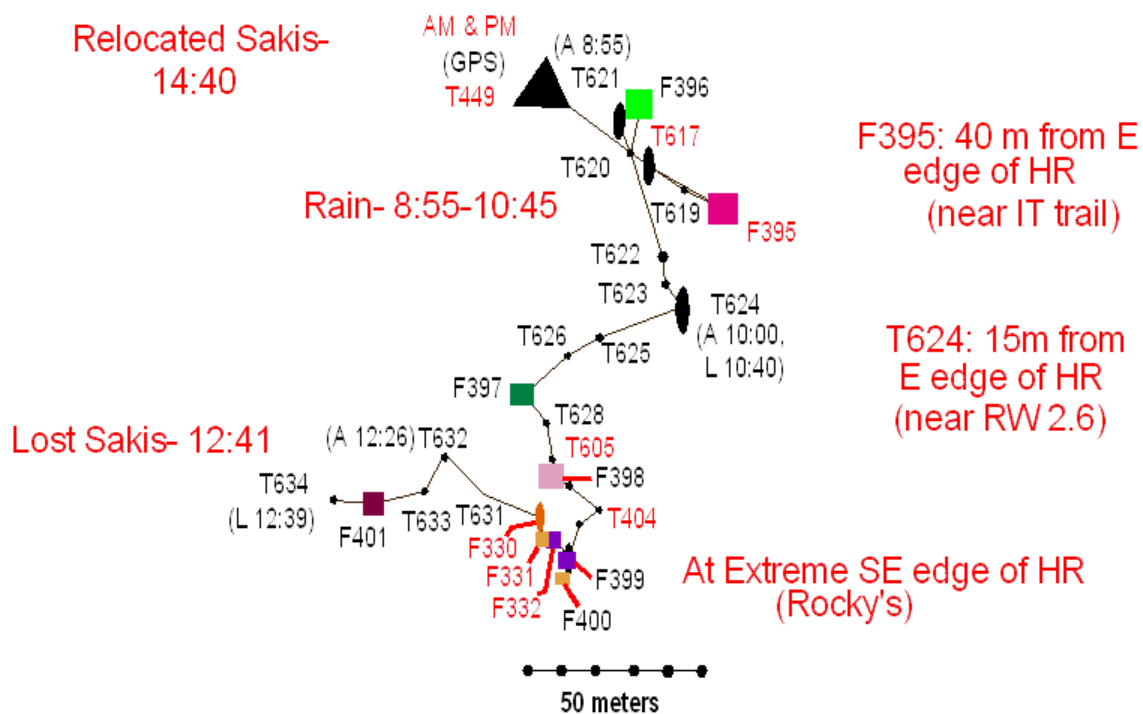 Relocated Sakis-
14:40
AM & PM
(GPS)
T449
(A 8:55)
T621
F396
T617
T620
T619
F395
F395: 40 m from E
edge of HR
(near IT trail)
Rain- 8:55-10:45
T622
T623
T624
(A 10:00,
L 10:40)
T626
T625
T624: 15m from
E edge of HR
(near RW 2.6)
F397
T628
T605
F398
Lost Sakis- 12:41
(A 12:26)
T632
T634
(L 12:39)
F401
T633
T631
T404
F330
F331
F332
F399
F400
At Extreme SE edge of HR
(Rocky's)
50 meters